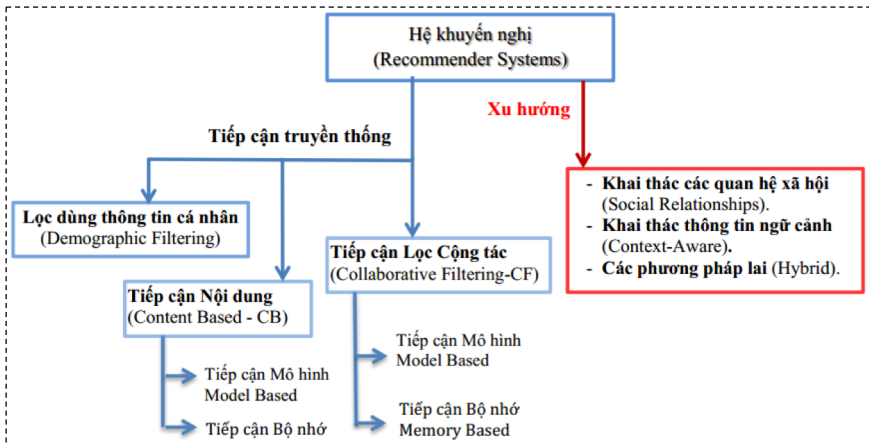 Hệ khuyến nghị
(Recommender Systems)
Xu hướng
Tiếp cận truyền thống
Lọc dùng thông tin cá nhân
(Demographic Filtering)
Tiếp cận Nội dung
(Content Based - CB)
Tiếp cận Mô hình
Model Based
Tiếp cận Bộ nhớ
Tiếp cận Lọc Cộng tác
(Collaborative Filtering-CF)
Tiếp cận Mô hình
Model Based
Tiếp cận Bộ nhớ
Memory Based
- Khai thác các quan hệ xã hội
(Social Relationships).
- Khai thác thông tin ngữ cảnh
(Context-Aware).
- Các phương pháp lai (Hybrid).